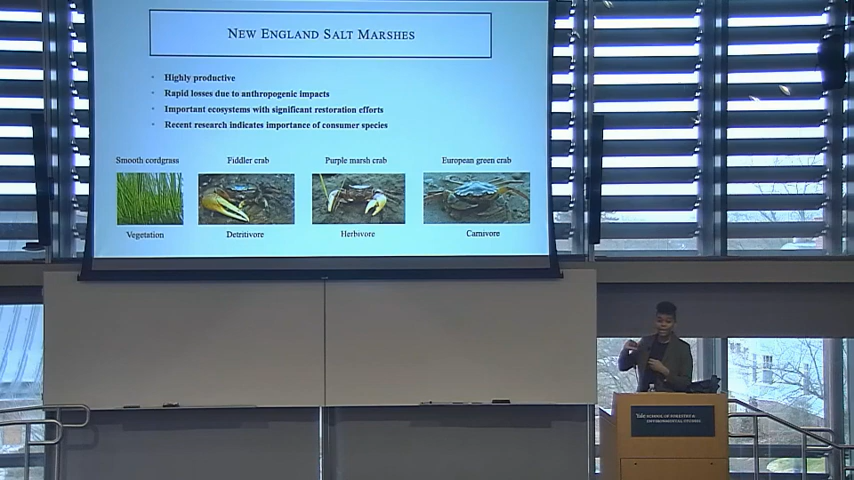 NEW ENGLAND SALT MARSHES
• Highly productive
• Rapid losses due to anthropogenic impacts
• Important ecosystems with significant restoration efforts
• Recent research indicates importance of consumer species
Smooth cordgrass Fiddler crab Purple marsh crab European green crab
Vegetation Detritivore Herbivore Carnivore
Yale SCHOOL OF FORESTRY &
ENVIRONMENTAL STUDIES